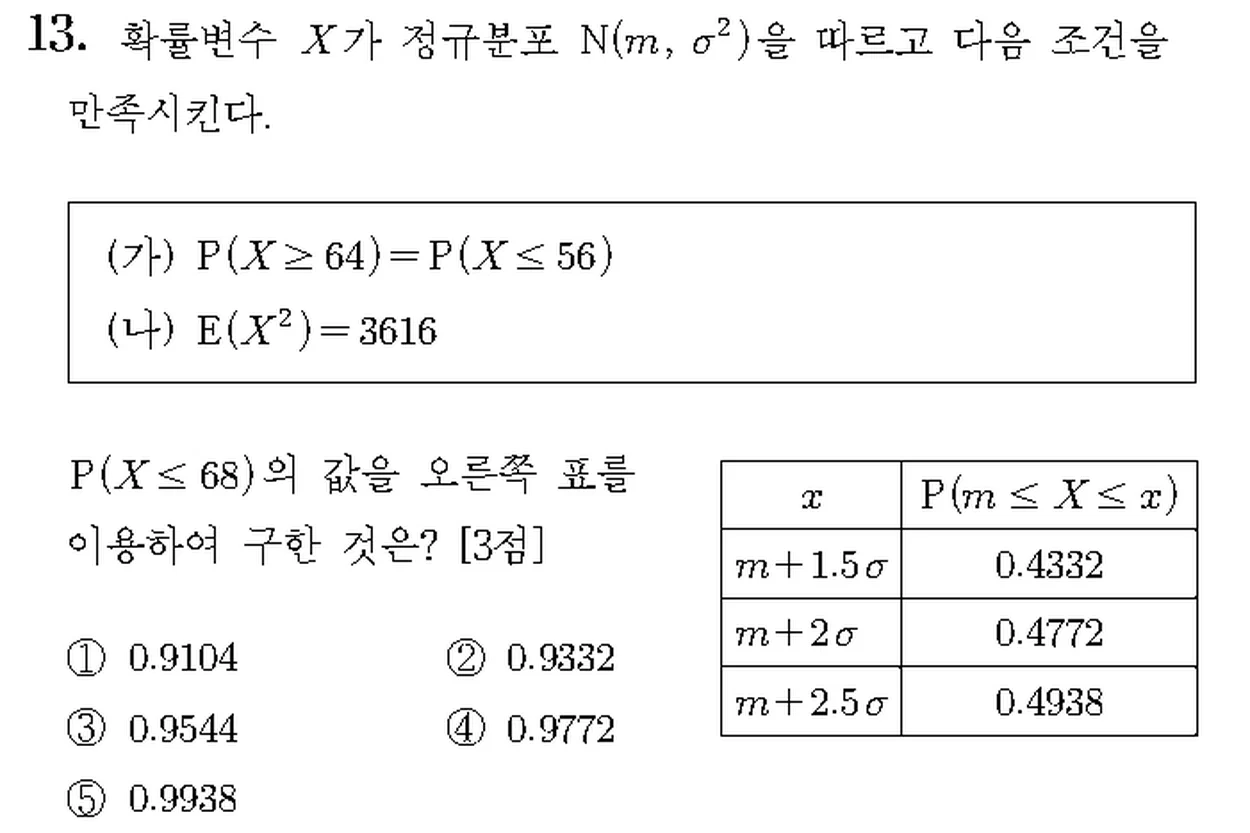 13. 확률변수 X가 정규분포 N(m, σ²)을 따르고 다음 조건을
만족시킨다.
(가) P(X ≥ 64) = P(X ≤ 56)
(나) E(X²) = 3616
P(X ≤ 68)의 값을 오른쪽 표를
이용하여 구한 것은? [3점]
① 0.9104 ② 0.9332
③ 0.9544 ④ 0.9772
⑤ 0.9938
x P(m ≤ X ≤ x)
m+1.5σ 0.4332
m+2σ 0.4772
m+2.5σ 0.4938